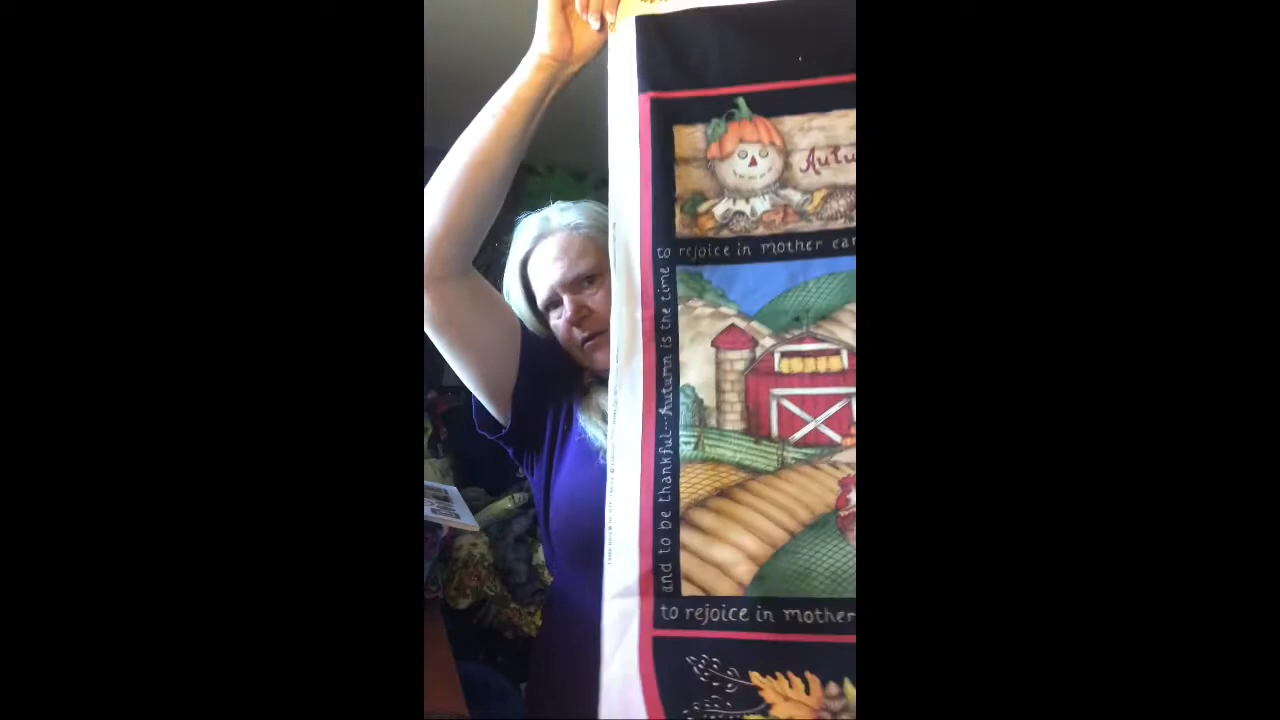 Autu
rejoice in mother ear
and to be thankful... Autumn is the time to
to rejoice in mother